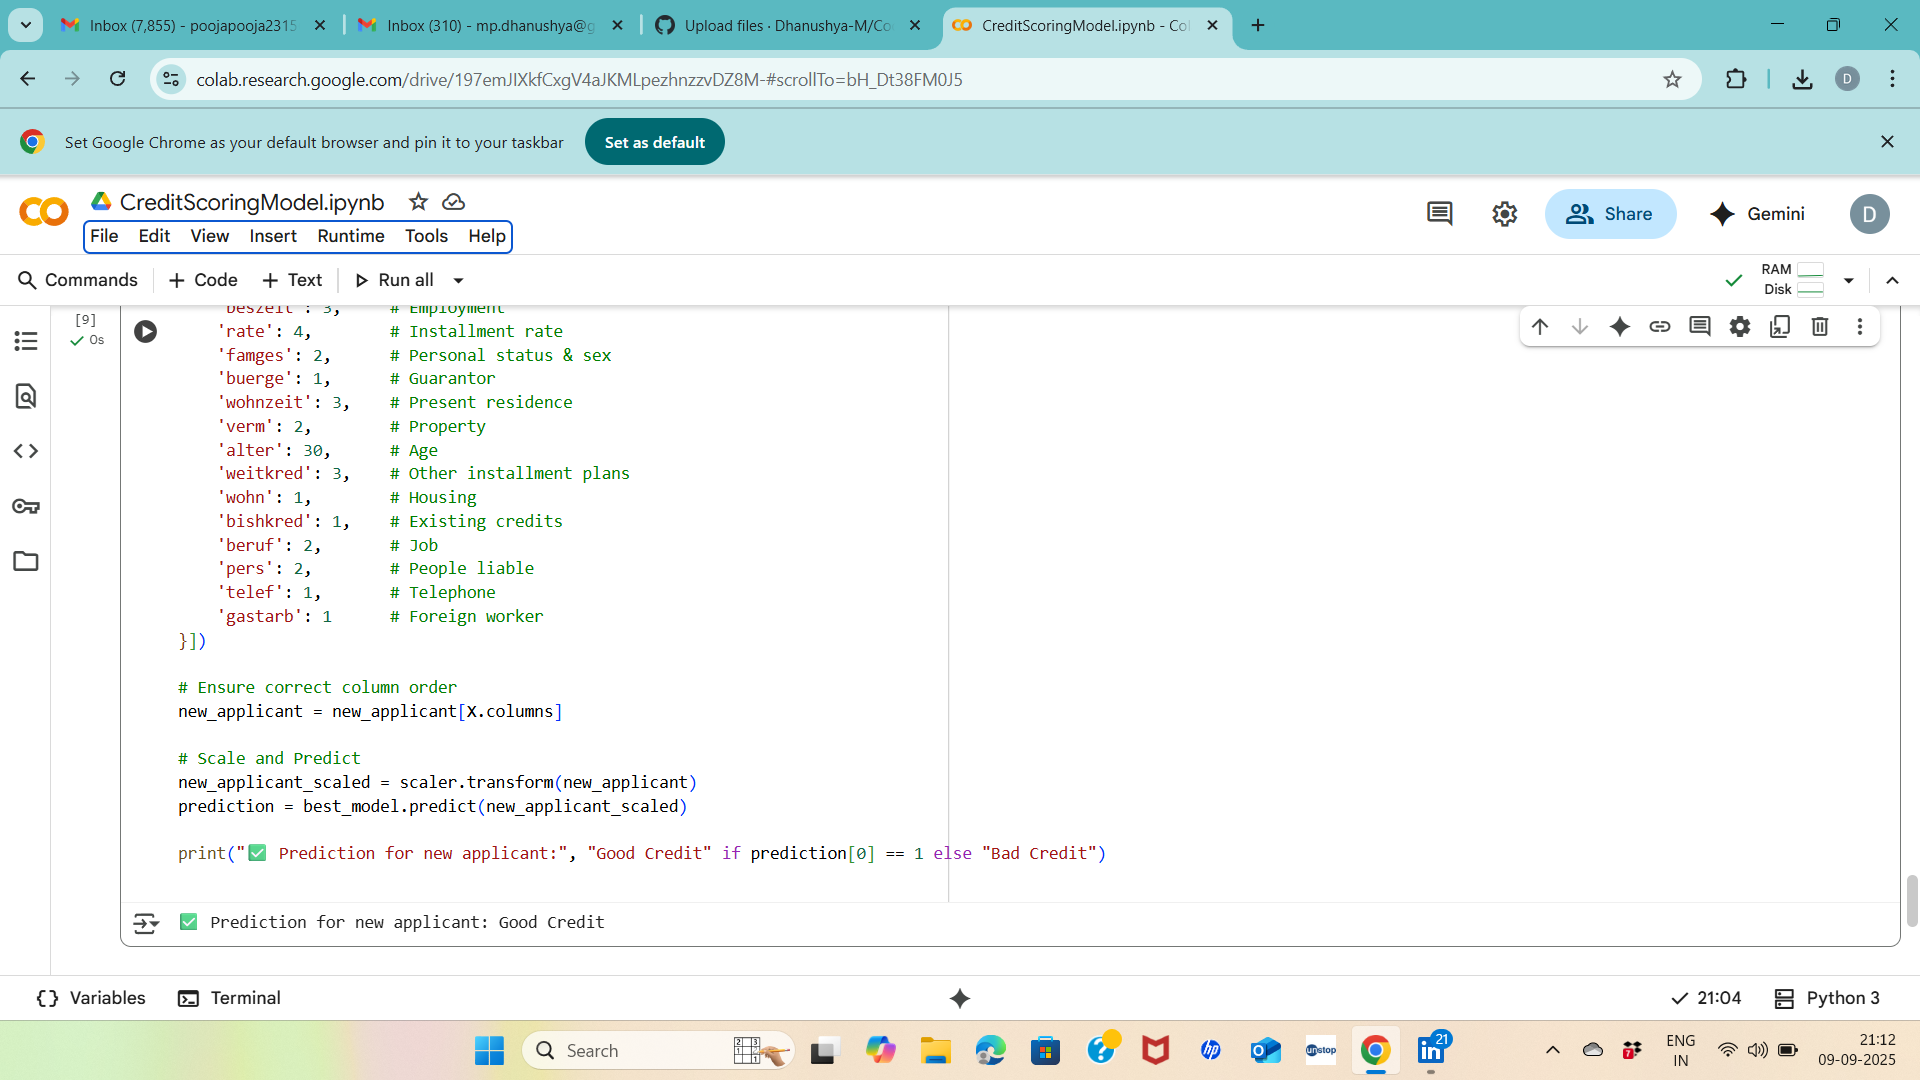 Inbox (7,855) - poojapooja2315
Inbox (310) - mp.dhanushya@g
Upload files · Dhanushya-M/Co
CreditScoringModel.ipynb - Col
colab.research.google.com/drive/197emJIXkfCxgV4aJKMLpezhnzzvDZ8M-#scrollTo=bH_Dt38FM0J5
D
Set Google Chrome as your default browser and pin it to your taskbar
Set as default
CreditScoringModel.ipynb
File Edit View Insert Runtime Tools Help
Share
Gemini
D
Commands + Code + Text Run all
RAM
Disk
[9]
0s
'beszeit': 3, # Employment
'rate': 4, # Installment rate
'famges': 2, # Personal status & sex
'buerge': 1, # Guarantor
'wohnzeit': 3, # Present residence
'verm': 2, # Property
'alter': 30, # Age
'weitkred': 3, # Other installment plans
'wohn': 1, # Housing
'bishkred': 1, # Existing credits
'beruf': 2, # Job
'pers': 2, # People liable
'telef': 1, # Telephone
'gastarb': 1 # Foreign worker
}])
# Ensure correct column order
new_applicant = new_applicant[X.columns]
# Scale and Predict
new_applicant_scaled = scaler.transform(new_applicant)
prediction = best_model.predict(new_applicant_scaled)
print("✅ Prediction for new applicant:", "Good Credit" if prediction[0] == 1 else "Bad Credit")
✅ Prediction for new applicant: Good Credit
Variables
Terminal
21:04
Python 3
Search
unstop
21
7
ENG
IN
21:12
09-09-2025